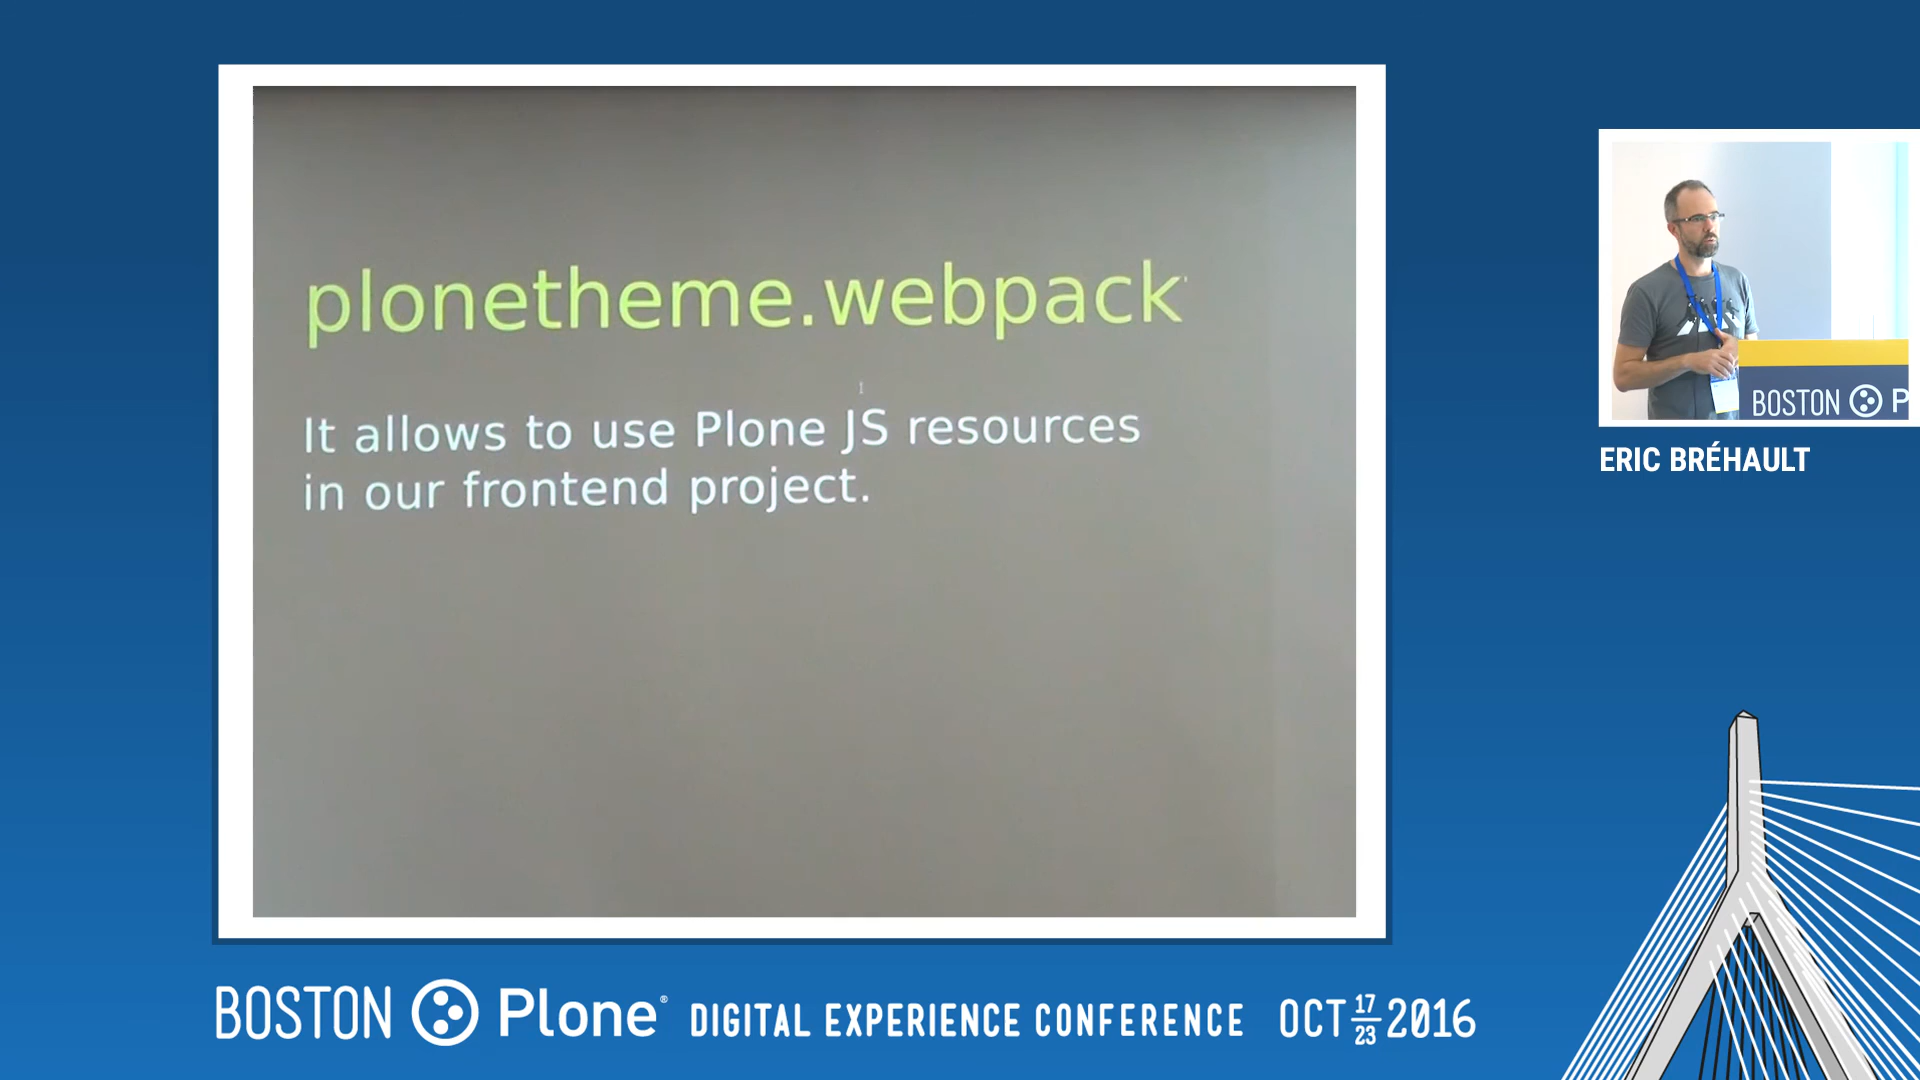 plonetheme.webpack
It allows to use Plone JS resources
in our frontend project.
BOSTON P
ERIC BRÉHAULT
BOSTON Plone® DIGITAL EXPERIENCE CONFERENCE OCT 17 23 2016